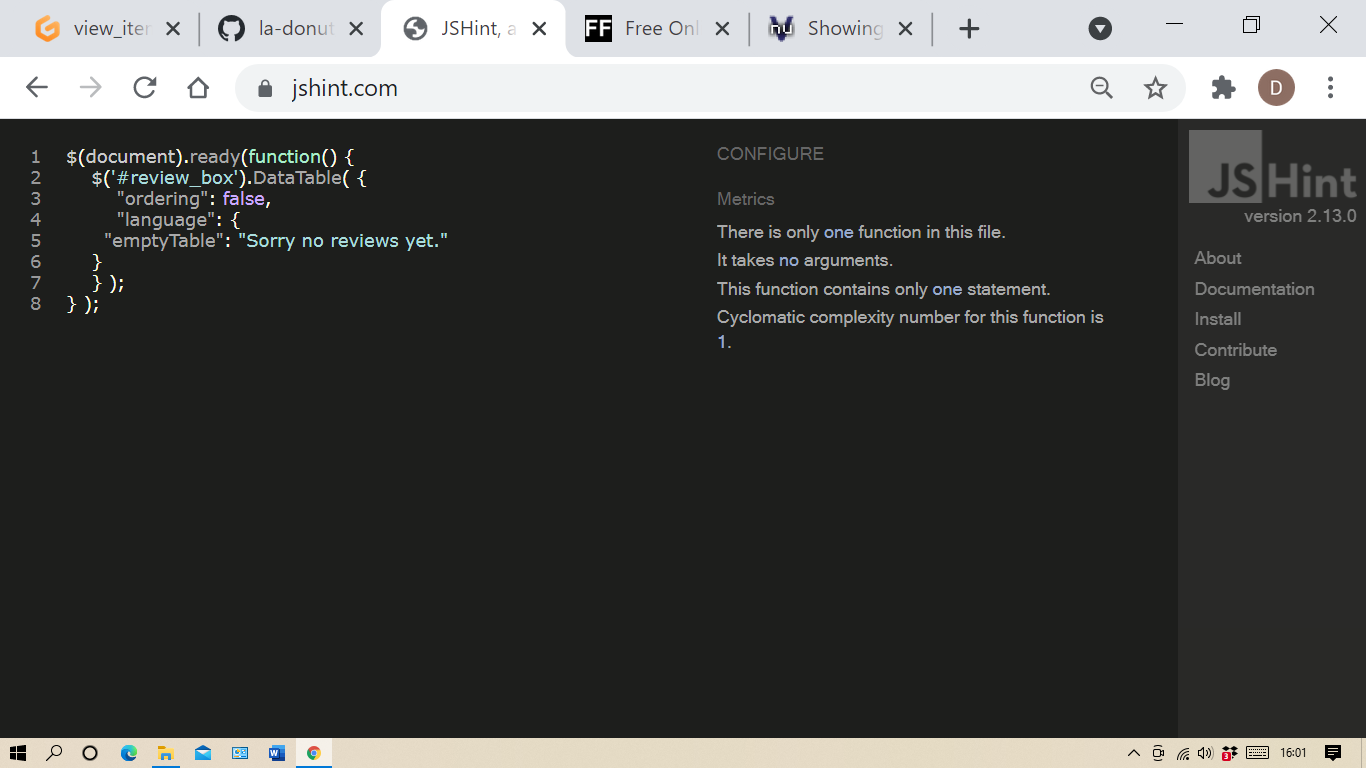 view_iter
la-donut
JSHint, a
FF Free Onl
nu Showing
jshint.com
D
1 $(document).ready(function() {
2 $('#review_box').DataTable( {
3 "ordering": false,
4 "language": {
5 "emptyTable": "Sorry no reviews yet."
6 }
7 } );
8 } );
CONFIGURE
Metrics
There is only one function in this file.
It takes no arguments.
This function contains only one statement.
Cyclomatic complexity number for this function is
1.
JSHint
version 2.13.0
About
Documentation
Install
Contribute
Blog
W
3
16:01